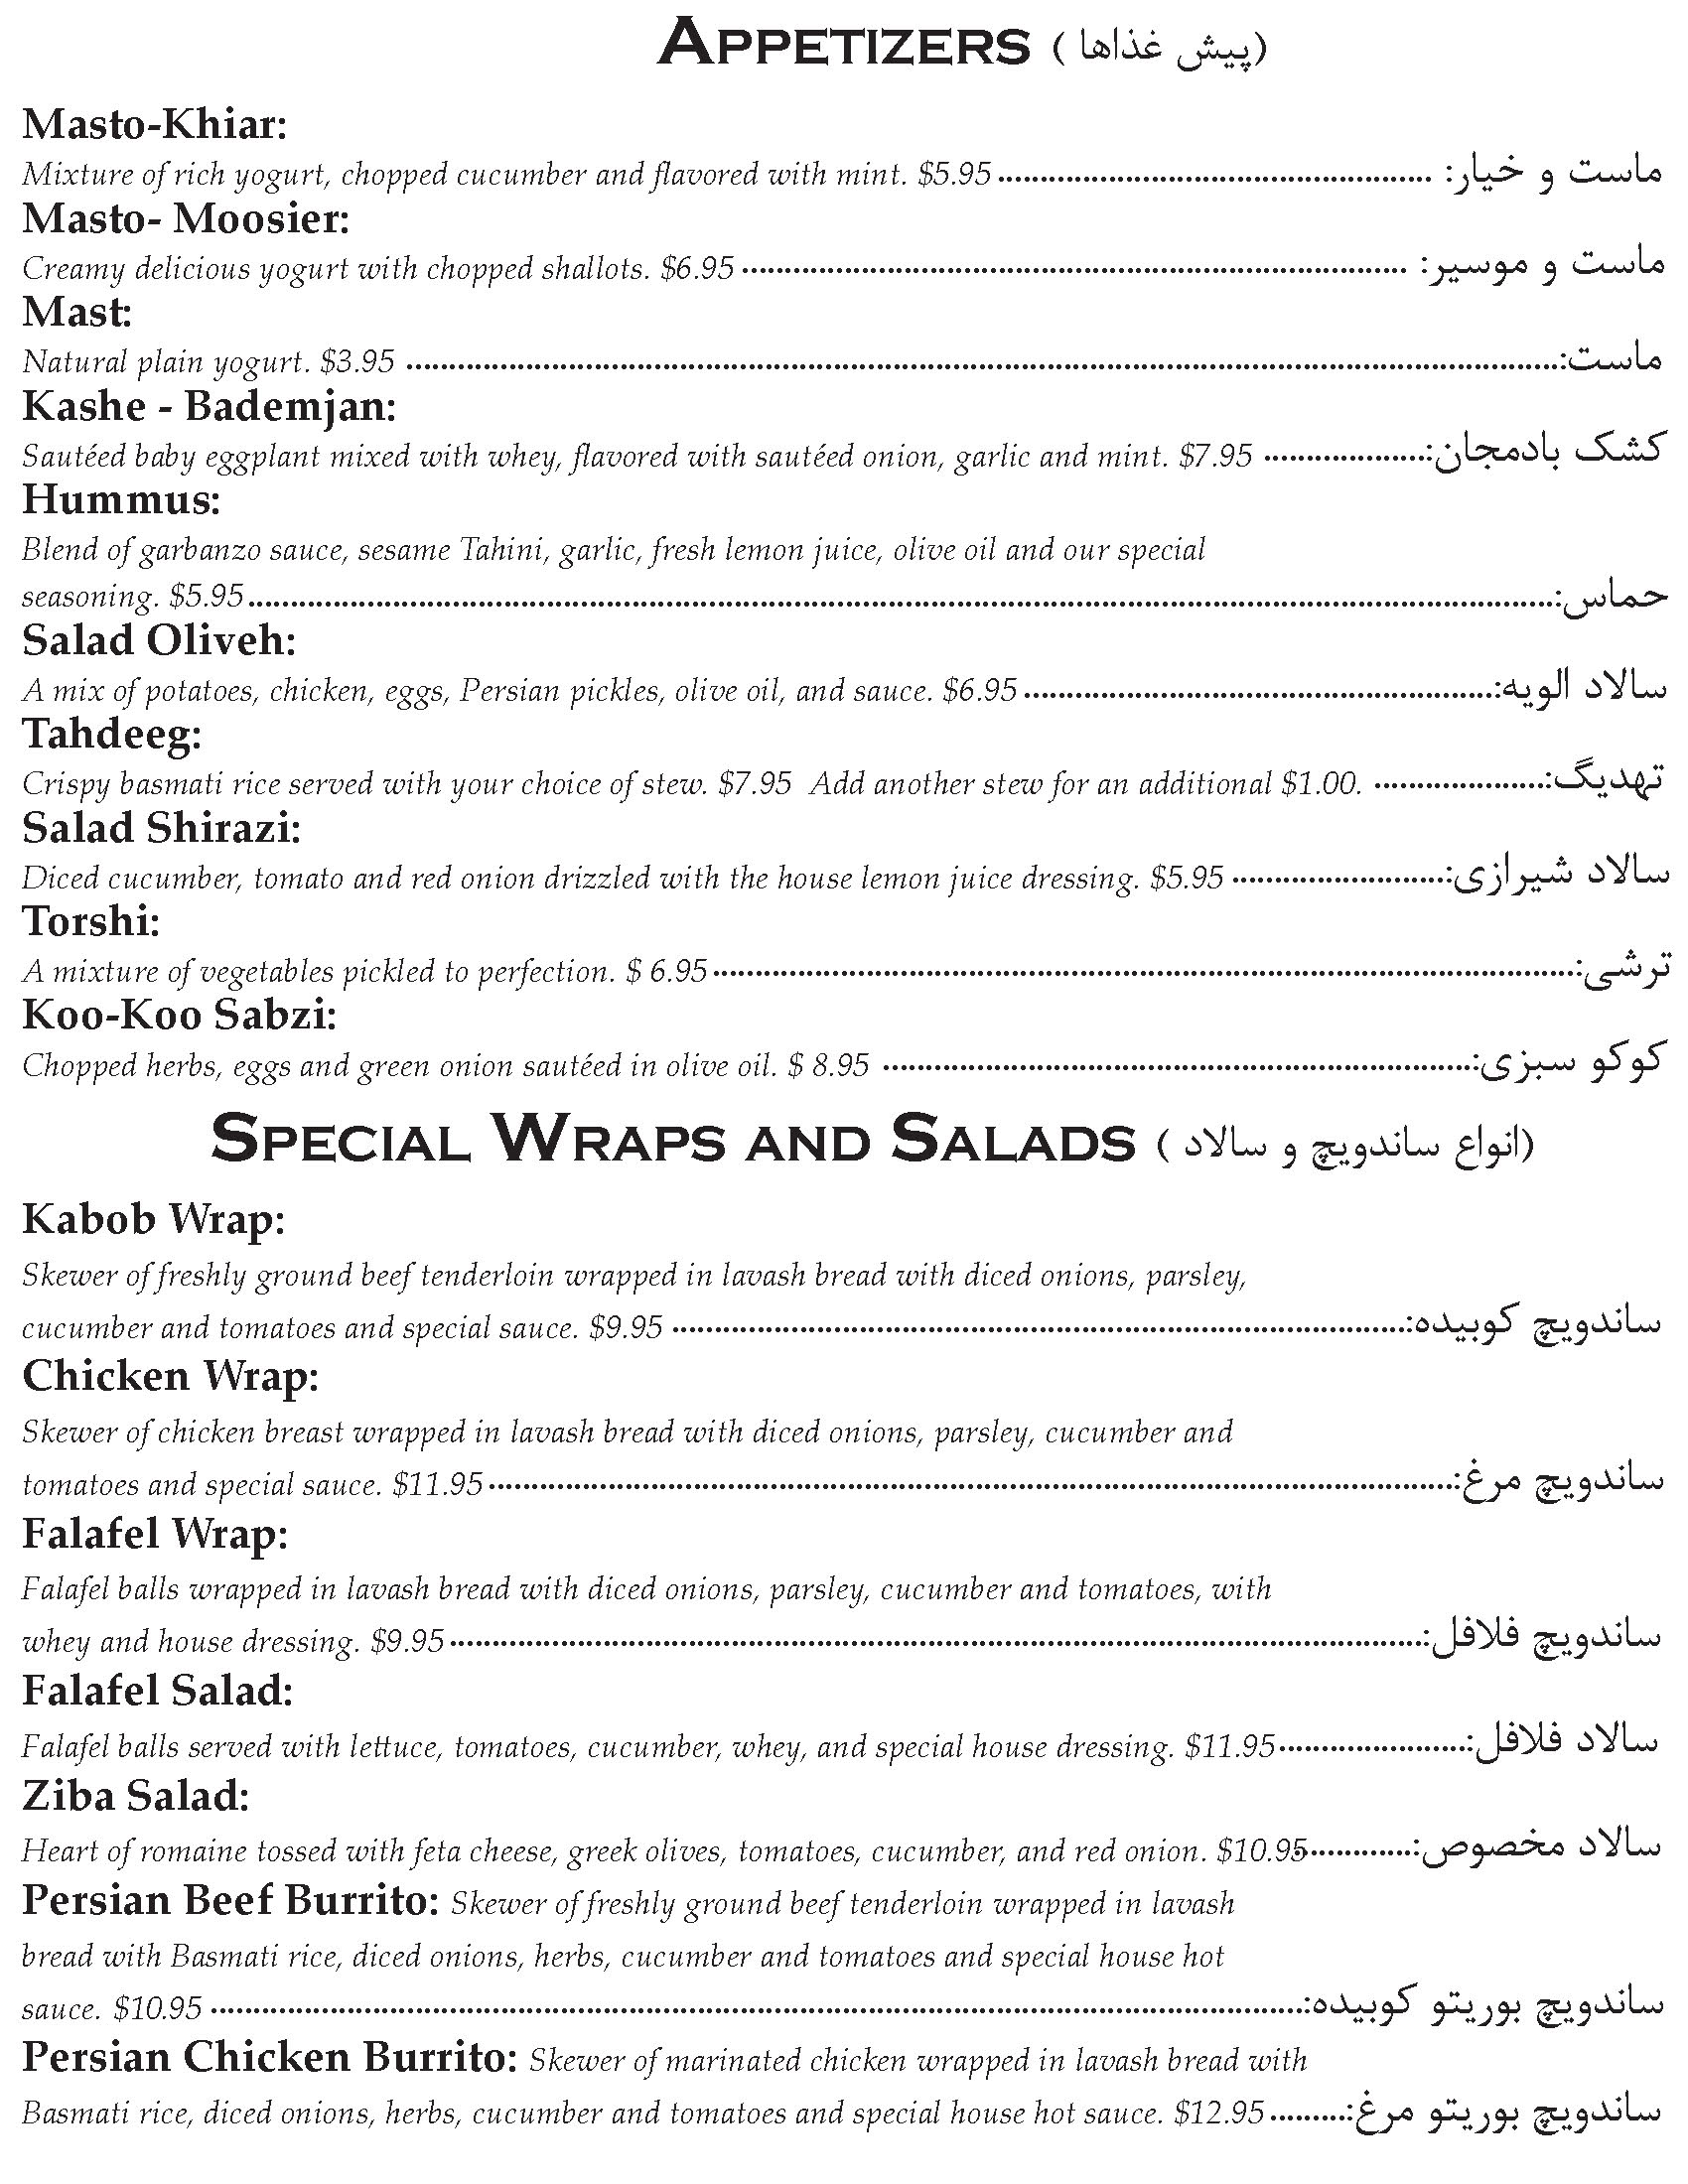 APPETIZERS (پیش غذاها)
Masto-Khiar:
Mixture of rich yogurt, chopped cucumber and flavored with mint. $5.95 .................................................. ماست و خیار:
Masto- Moosier:
Creamy delicious yogurt with chopped shallots. $6.95 .............................................................................. ماست و موسیر:
Mast:
Natural plain yogurt. $3.95 ........................................................................................................................................ماست:
Kashe - Bademjan:
Sautéed baby eggplant mixed with whey, flavored with sautéed onion, garlic and mint. $7.95 ...................کشک بادمجان:
Hummus:
Blend of garbanzo sauce, sesame Tahini, garlic, fresh lemon juice, olive oil and our special
seasoning. $5.95..........................................................................................................................................................حماس:
Salad Oliveh:
A mix of potatoes, chicken, eggs, Persian pickles, olive oil, and sauce. $6.95.......................................................سالاد الویه:
Tahdeeg:
Crispy basmati rice served with your choice of stew. $7.95  Add another stew for an additional $1.00. ....................تهدیگ:
Salad Shirazi:
Diced cucumber, tomato and red onion drizzled with the house lemon juice dressing. $5.95 .........................سالاد شیرازی:
Torshi:
A mixture of vegetables pickled to perfection. $ 6.95.....................................................................................................ترشی:
Koo-Koo Sabzi:
Chopped herbs, eggs and green onion sautéed in olive oil. $ 8.95 .....................................................................کوکو سبزی:
SPECIAL WRAPS AND SALADS (انواع ساندویچ و سالاد)
Kabob Wrap:
Skewer of freshly ground beef tenderloin wrapped in lavash bread with diced onions, parsley,
cucumber and tomatoes and special sauce. $9.95 ......................................................................................ساندویچ کوبیده:
Chicken Wrap:
Skewer of chicken breast wrapped in lavash bread with diced onions, parsley, cucumber and
tomatoes and special sauce. $11.95.................................................................................................................ساندویچ مرغ:
Falafel Wrap:
Falafel balls wrapped in lavash bread with diced onions, parsley, cucumber and tomatoes, with
whey and house dressing. $9.95..................................................................................................................ساندویچ فلافل:
Falafel Salad:
Falafel balls served with lettuce, tomatoes, cucumber, whey, and special house dressing. $11.95......................سالاد فلافل:
Ziba Salad:
Heart of romaine tossed with feta cheese, greek olives, tomatoes, cucumber, and red onion. $10.95.............سالاد مخصوص:
Persian Beef Burrito: Skewer of freshly ground beef tenderloin wrapped in lavash
bread with Basmati rice, diced onions, herbs, cucumber and tomatoes and special house hot
sauce. $10.95 ................................................................................................................................ساندویچ بوریتو کوبیده:
Persian Chicken Burrito: Skewer of marinated chicken wrapped in lavash bread with
Basmati rice, diced onions, herbs, cucumber and tomatoes and special house hot sauce. $12.95.........ساندویچ بوریتو مرغ: